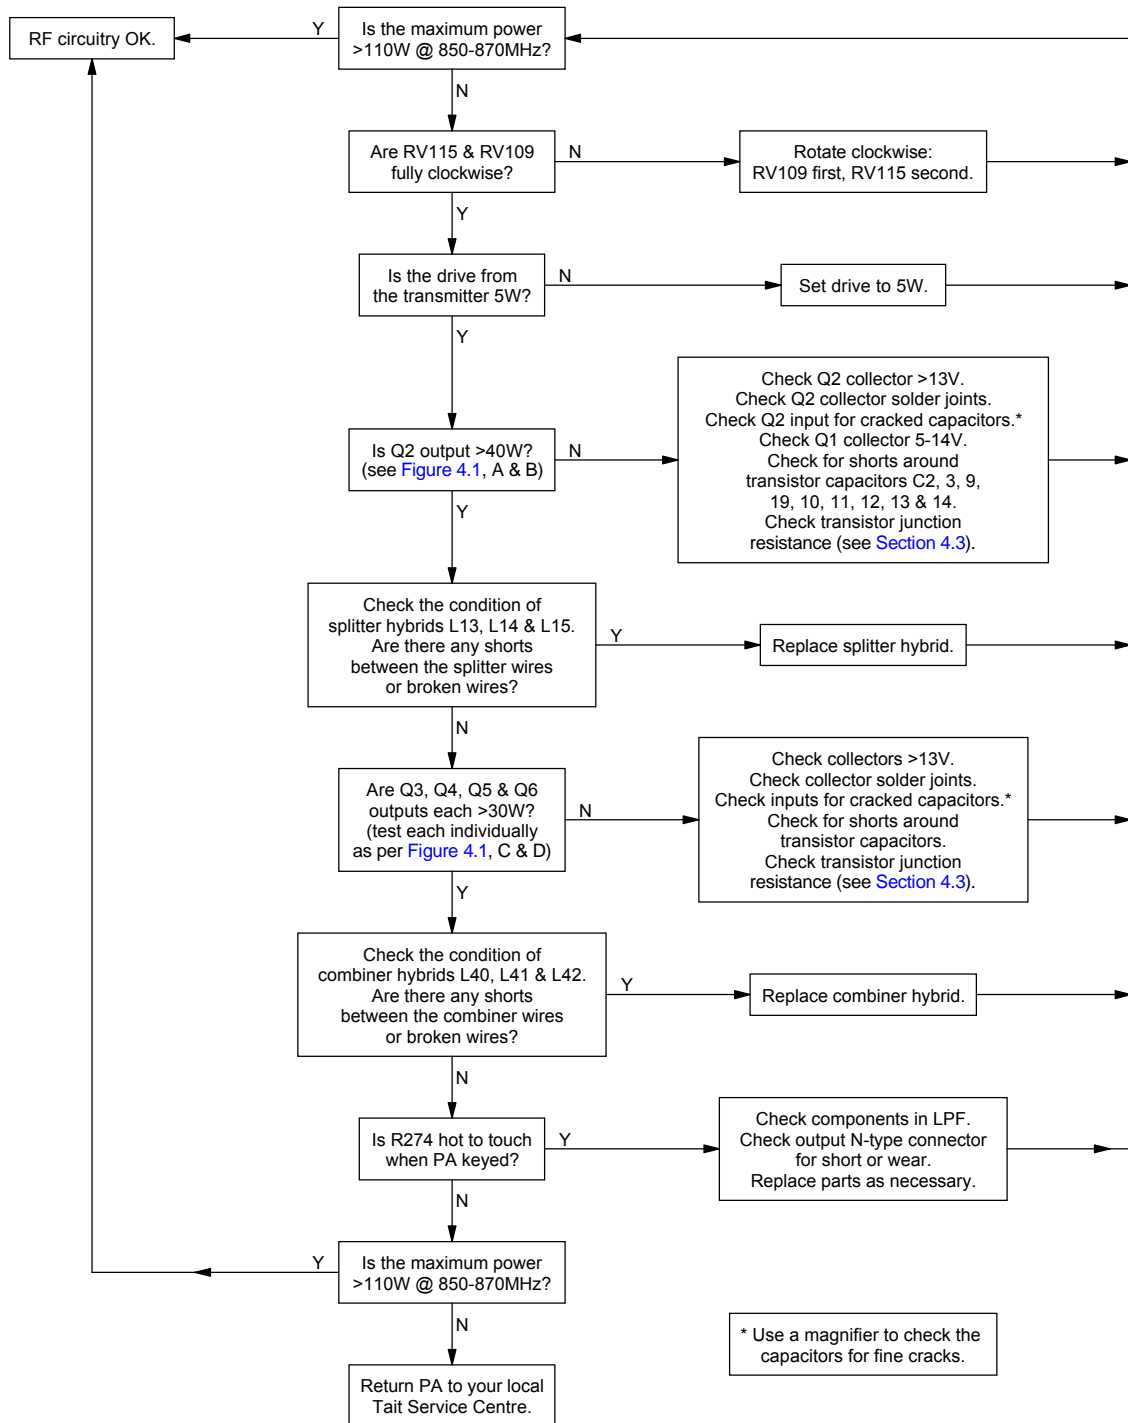 RF circuitry OK.
Y
Is the maximum power
>110W @ 850-870MHz?
N
Are RV115 & RV109
fully clockwise?
N
Rotate clockwise:
RV109 first, RV115 second.
Y
Is the drive from
the transmitter 5W?
N
Set drive to 5W.
Y
Is Q2 output >40W?
(see Figure 4.1, A & B)
N
Check Q2 collector >13V.
Check Q2 collector solder joints.
Check Q2 input for cracked capacitors.*
Check Q1 collector 5-14V.
Check for shorts around
transistor capacitors C2, 3, 9,
19, 10, 11, 12, 13 & 14.
Check transistor junction
resistance (see Section 4.3).
Y
Check the condition of
splitter hybrids L13, L14 & L15.
Are there any shorts
between the splitter wires
or broken wires?
Y
Replace splitter hybrid.
N
Are Q3, Q4, Q5 & Q6
outputs each >30W?
(test each individually
as per Figure 4.1, C & D)
N
Check collectors >13V.
Check collector solder joints.
Check inputs for cracked capacitors.*
Check for shorts around
transistor capacitors.
Check transistor junction
resistance (see Section 4.3).
Y
Check the condition of
combiner hybrids L40, L41 & L42.
Are there any shorts
between the combiner wires
or broken wires?
Y
Replace combiner hybrid.
N
Is R274 hot to touch
when PA keyed?
Y
Check components in LPF.
Check output N-type connector
for short or wear.
Replace parts as necessary.
N
Y
Is the maximum power
>110W @ 850-870MHz?
N
Return PA to your local
Tait Service Centre.
* Use a magnifier to check the
capacitors for fine cracks.